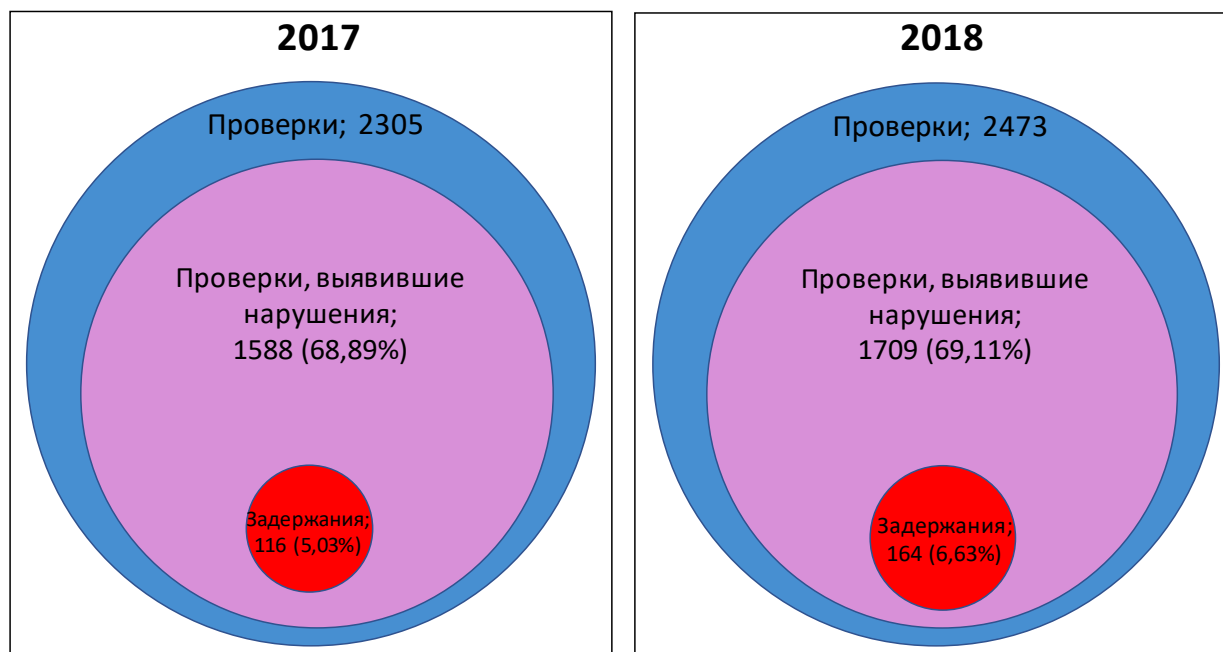 2017
Проверки; 2305
Проверки, выявившие
нарушения;
1588 (68,89%)
Задержания;
116 (5,03%)
2018
Проверки; 2473
Проверки, выявившие
нарушения;
1709 (69,11%)
Задержания;
164 (6,63%)